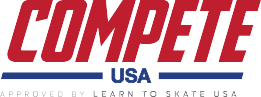 COMPETE
USA
APPROVED BY LEARN TO SKATE USA